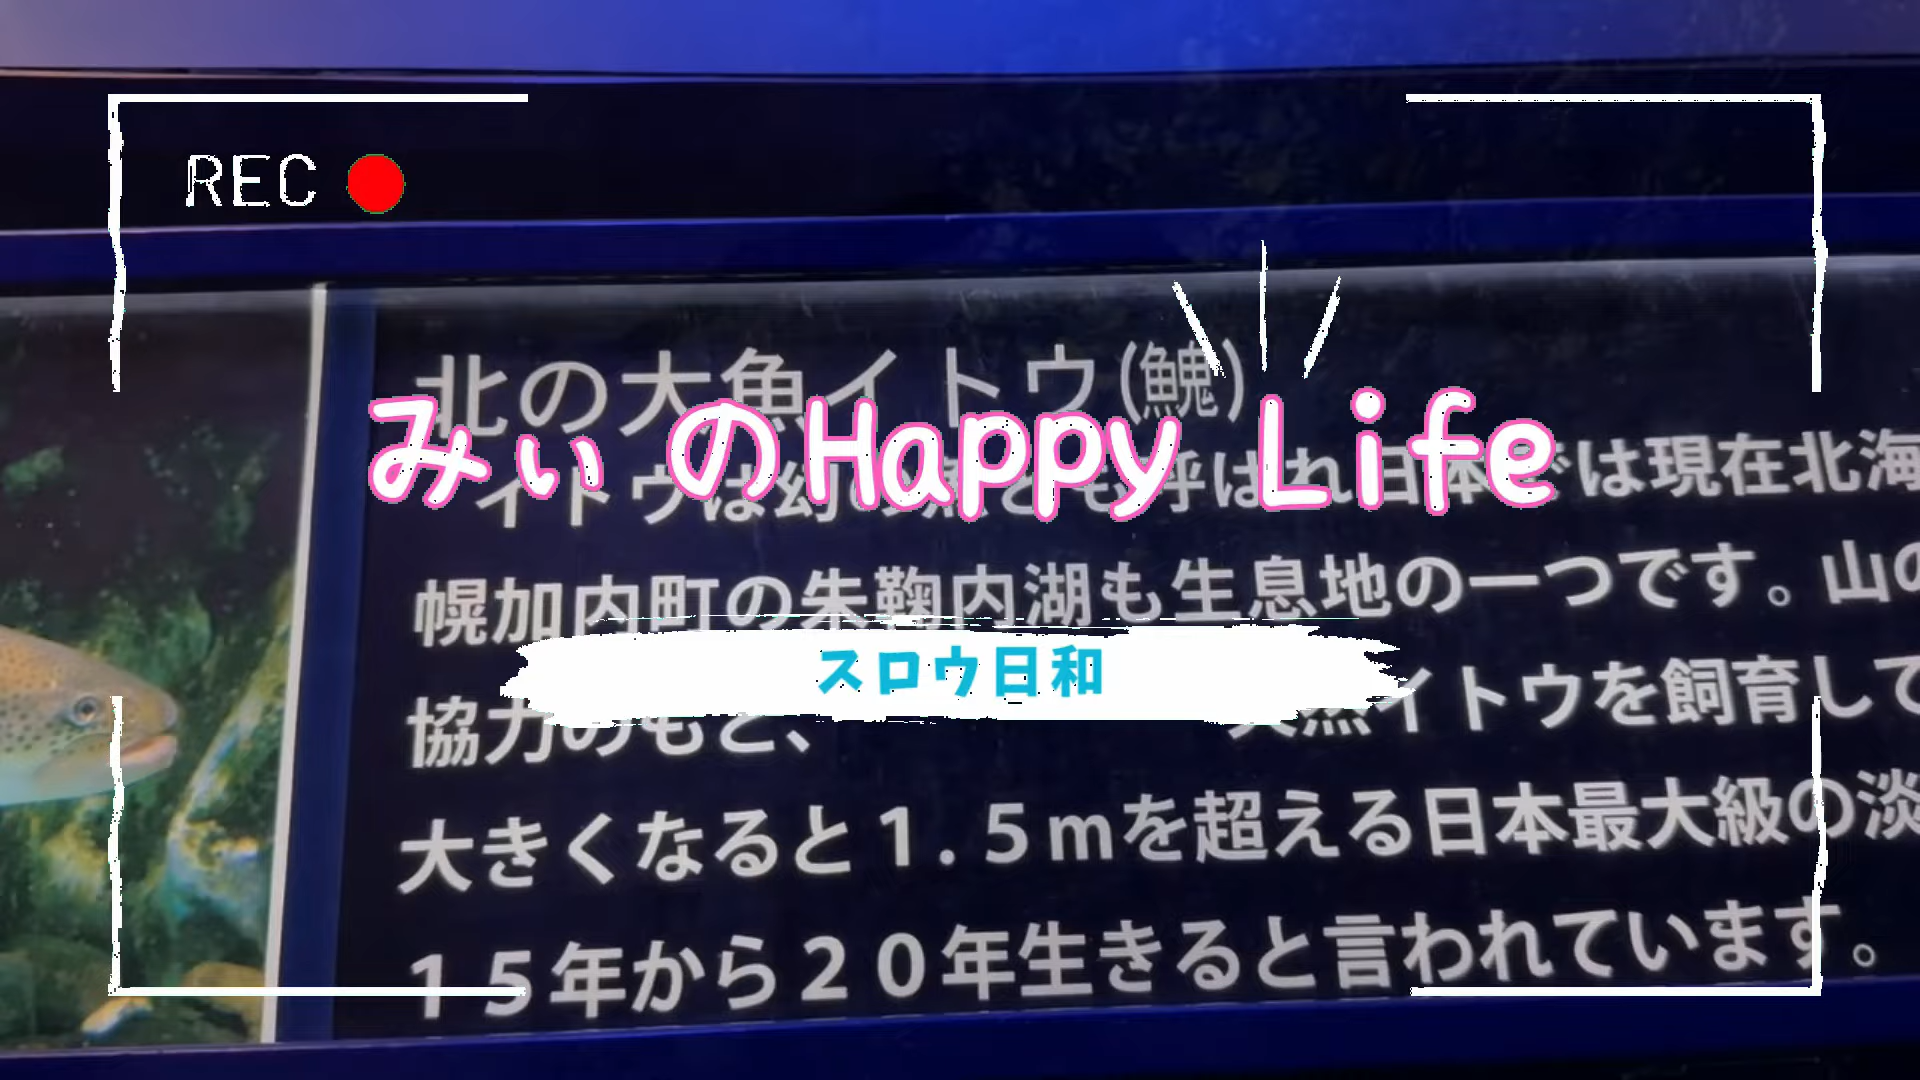 REC
北の大魚イトウ(鬼)
みぃのHappy Life
イトウは幻の魚とも呼ばれ日本では現在北海
幌加内町の朱鞠内湖も生息地の一つです。山の
スロウ日和
協力のもと、 天然イトウを飼育して
大きくなると1.5mを超える日本最大級の淡
15年から20年生きると言われています。